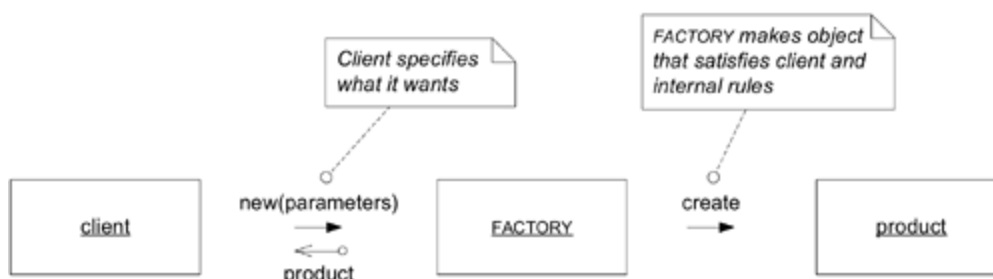 Client specifies
what it wants
FACTORY makes object
that satisfies client and
internal rules
client
new(parameters)
product
FACTORY
create
product